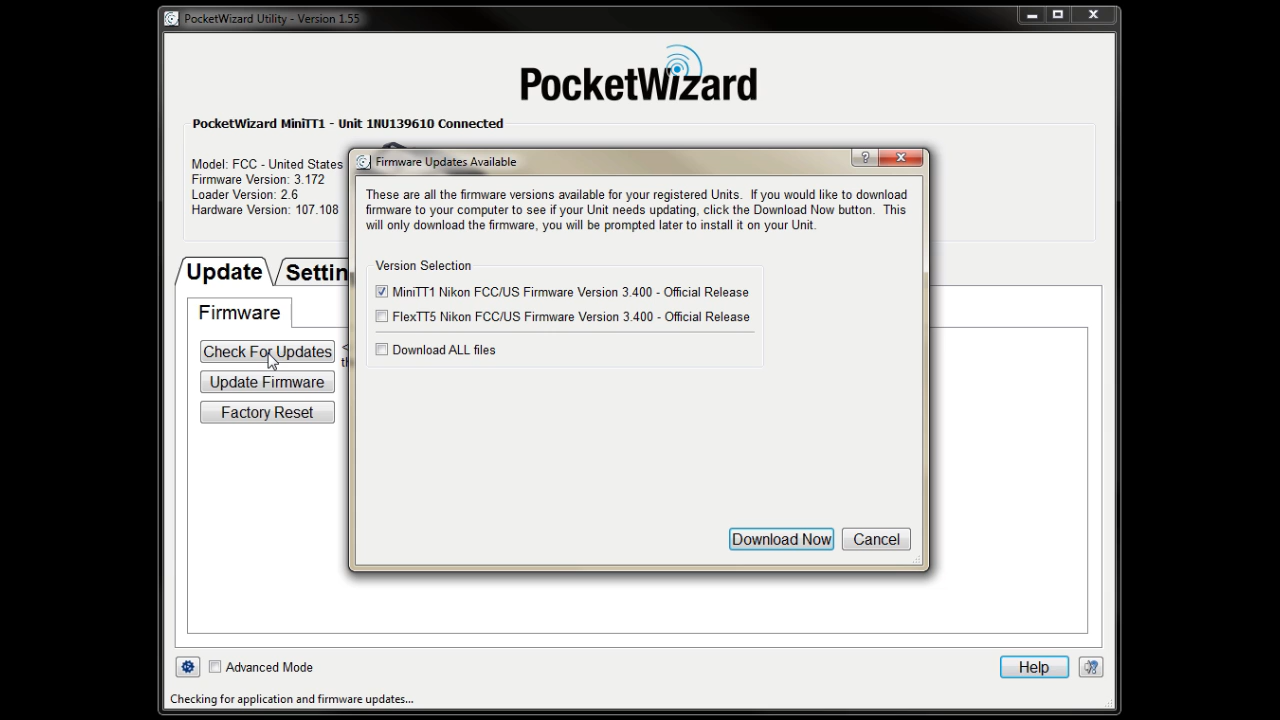 PocketWizard Utility - Version 1.55
PocketWizard
PocketWizard MiniTT1 - Unit 1NU139610 Connected
Model: FCC - United States
Firmware Version: 3.172
Loader Version: 2.6
Hardware Version: 107.108
Firmware Updates Available
These are all the firmware versions available for your registered Units. If you would like to download
firmware to your computer to see if your Unit needs updating, click the Download Now button. This
will only download the firmware, you will be prompted later to install it on your Unit.
Version Selection
MiniTT1 Nikon FCC/US Firmware Version 3.400 - Official Release
FlexTT5 Nikon FCC/US Firmware Version 3.400 - Official Release
Download ALL files
Download Now
Cancel
Update
Settin
Firmware
Check For Updates
Update Firmware
Factory Reset
Advanced Mode
Help
Checking for application and firmware updates...